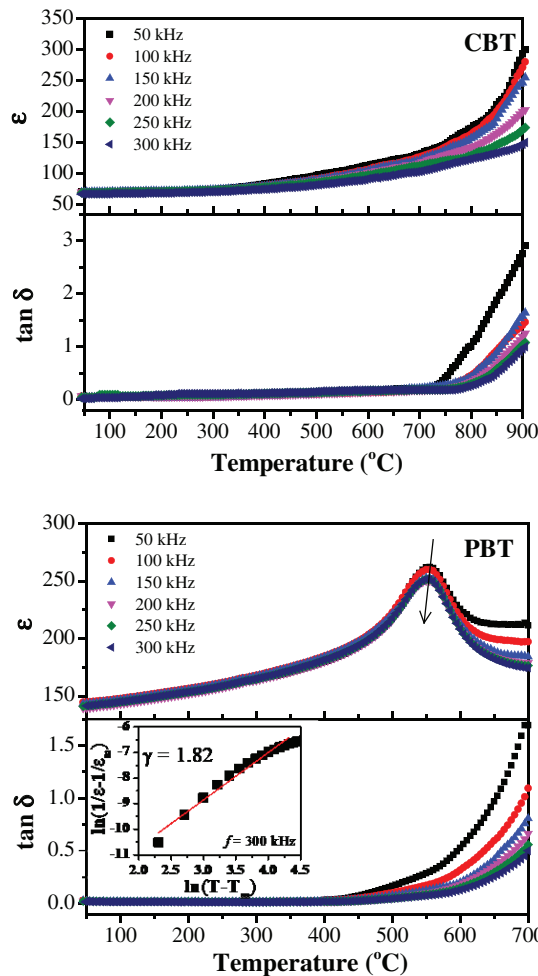 350
300
250
200
150
100
50
ε
50 kHz
100 kHz
150 kHz
200 kHz
250 kHz
300 kHz
CBT
3
2
1
0
tan δ
100 200 300 400 500 600 700 800 900
Temperature (°C)
300
250
200
150
ε
50 kHz
100 kHz
150 kHz
200 kHz
250 kHz
300 kHz
PBT
1.5
1.0
0.5
0.0
tan δ
-6
-7
-8
-9
-10
-11
ln(1/ε-1/εm)
γ = 1.82
f = 300 kHz
2.0 2.5 3.0 3.5 4.0 4.5
ln(T-Tm)
100 200 300 400 500 600 700
Temperature (°C)